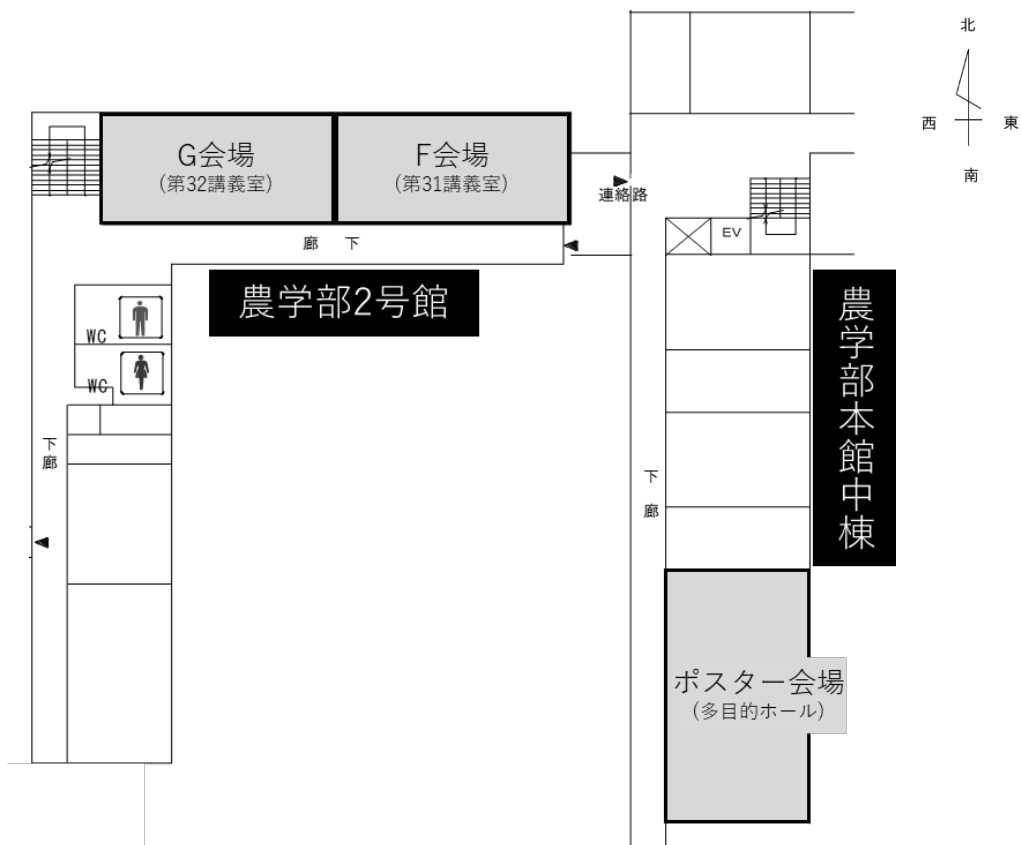 北
西
東
南
G会場
(第32講義室)
F会場
(第31講義室)
連絡路
廊 下
EV
農学部2号館
農学部本館中棟
WC
WC
下廊
下廊
ポスター会場
(多目的ホール)